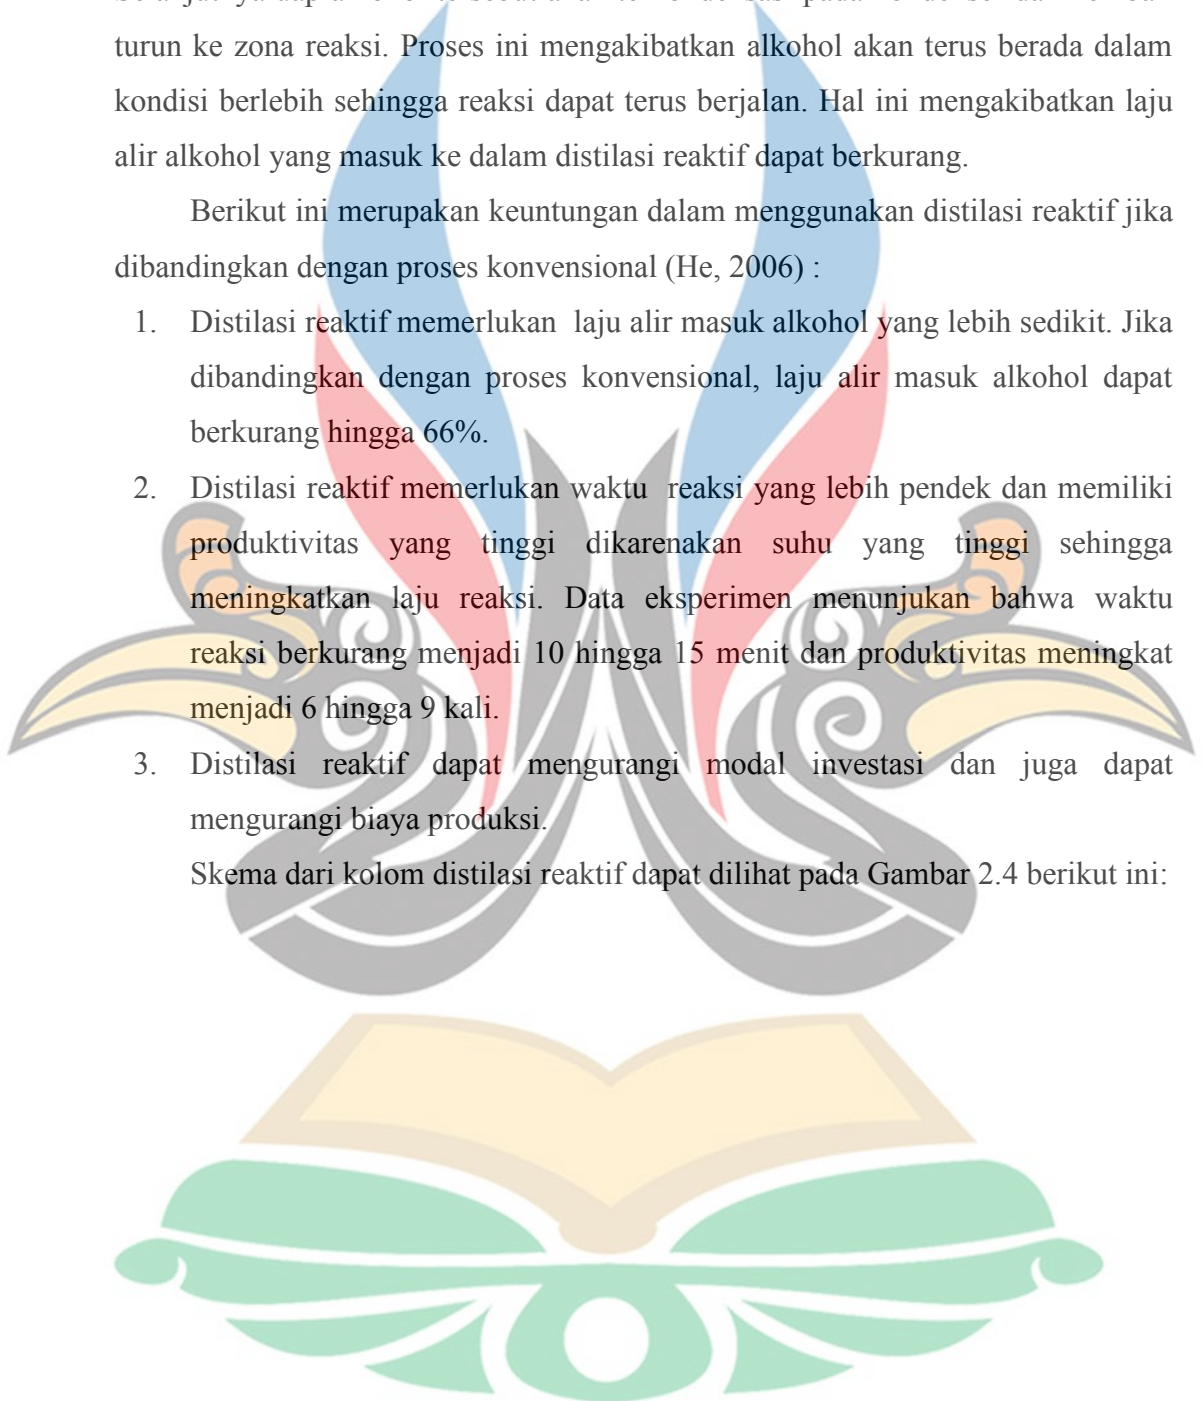 turun ke zona reaksi. Proses ini mengakibatkan alkohol akan terus berada dalam
kondisi berlebih sehingga reaksi dapat terus berjalan. Hal ini mengakibatkan laju
alir alkohol yang masuk ke dalam distilasi reaktif dapat berkurang.
Berikut ini merupakan keuntungan dalam menggunakan distilasi reaktif jika
dibandingkan dengan proses konvensional (He, 2006) :
1. Distilasi reaktif memerlukan laju alir masuk alkohol yang lebih sedikit. Jika
dibandingkan dengan proses konvensional, laju alir masuk alkohol dapat
berkurang hingga 66%.
2. Distilasi reaktif memerlukan waktu reaksi yang lebih pendek dan memiliki
produktivitas yang tinggi dikarenakan suhu yang tinggi sehingga
meningkatkan laju reaksi. Data eksperimen menunjukan bahwa waktu
reaksi berkurang menjadi 10 hingga 15 menit dan produktivitas meningkat
menjadi 6 hingga 9 kali.
3. Distilasi reaktif dapat mengurangi modal investasi dan juga dapat
mengurangi biaya produksi.
Skema dari kolom distilasi reaktif dapat dilihat pada Gambar 2.4 berikut ini: